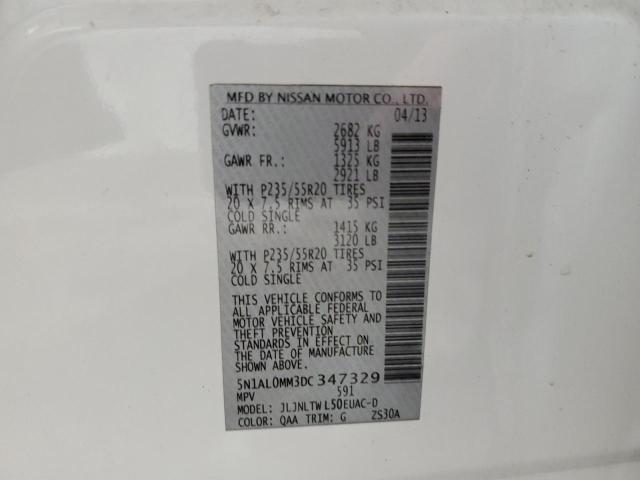 MFD BY NISSAN MOTOR CO., LTD.
DATE: 04/13
GVWR: 2682 KG
5913 LB
GAWR FR.: 1325 KG
2921 LB
WITH P235/55R20 TIRES
20 X 7.5 RIMS AT 35 PSI
COLD SINGLE
GAWR RR.: 1415 KG
3120 LB
WITH P235/55R20 TIRES
20 X 7.5 RIMS AT 35 PSI
COLD SINGLE
THIS VEHICLE CONFORMS TO
ALL APPLICABLE FEDERAL
MOTOR VEHICLE SAFETY AND
THEFT PREVENTION
STANDARDS IN EFFECT ON
THE DATE OF MANUFACTURE
SHOWN ABOVE.
5N1AL0MM3DC347329
MPV 591
MODEL: JLJNLTWL50EUAC-D
COLOR: QAA TRIM: G ZS30A